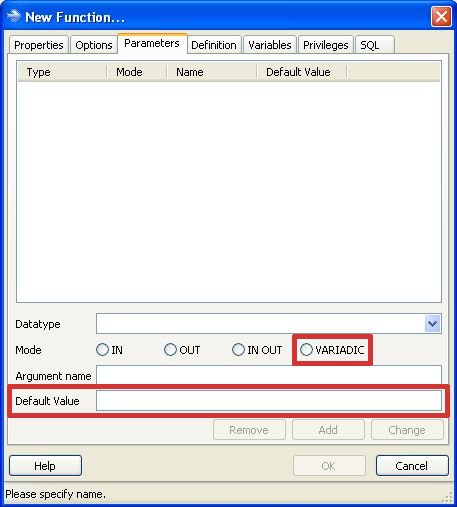 New Function...
Properties Options Parameters Definition Variables Privileges SQL
Type Mode Name Default Value
Datatype
Mode IN OUT IN OUT VARIADIC
Argument name
Default Value
Remove Add Change
Help OK Cancel
Please specify name.